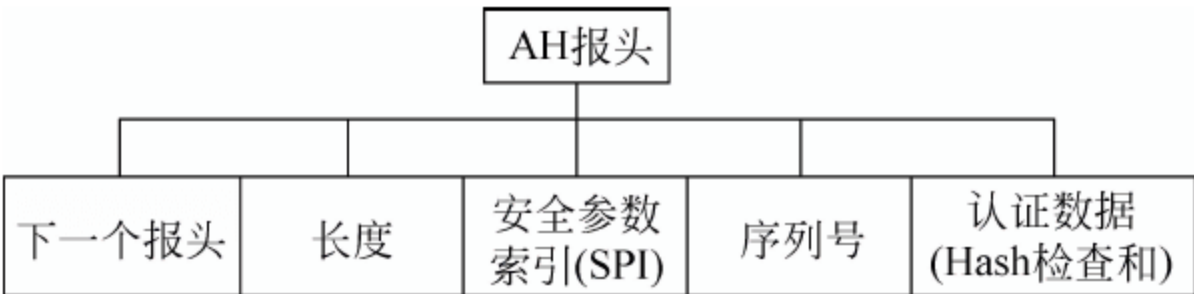 AH报头
下一个报头
长度
安全参数
索引(SPI)
序列号
认证数据
(Hash检查和)